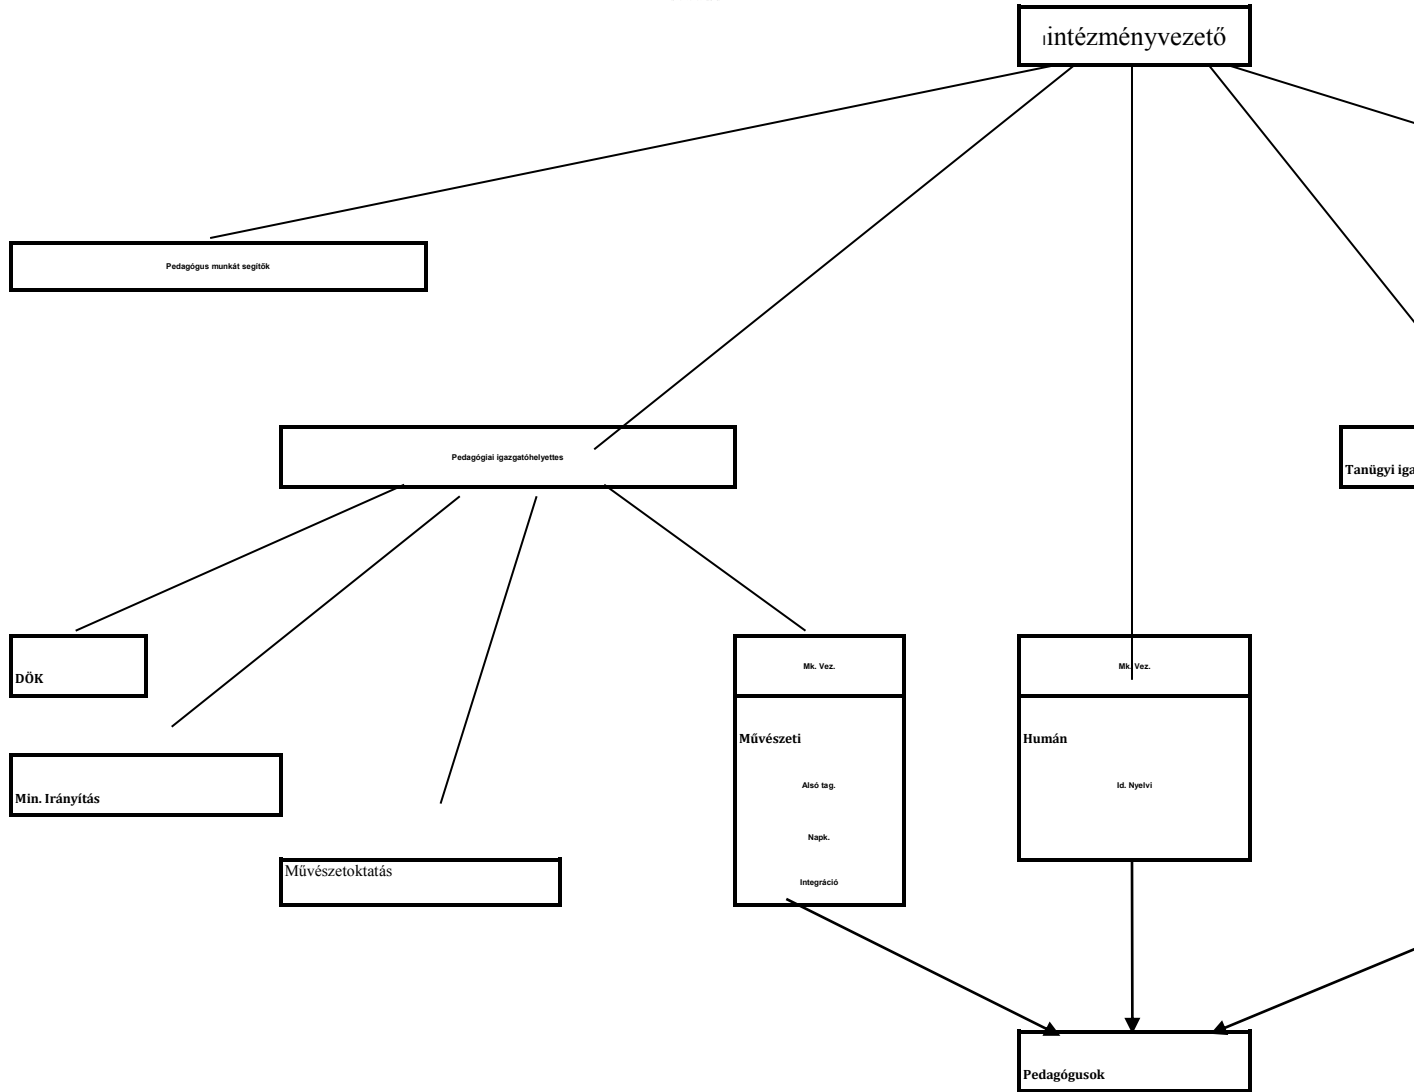 intézményvezető
Pedagógus munkát segítők
Pedagógiai igazgatóhelyettes
Tanügyi iga
DÖK
Mk. Vez.
Mk. Vez.
Művészeti
Humán
Min. Irányítás
Alsó tag.
Id. Nyelvi
Napk.
Művészetoktatás
Integráció
Pedagógusok